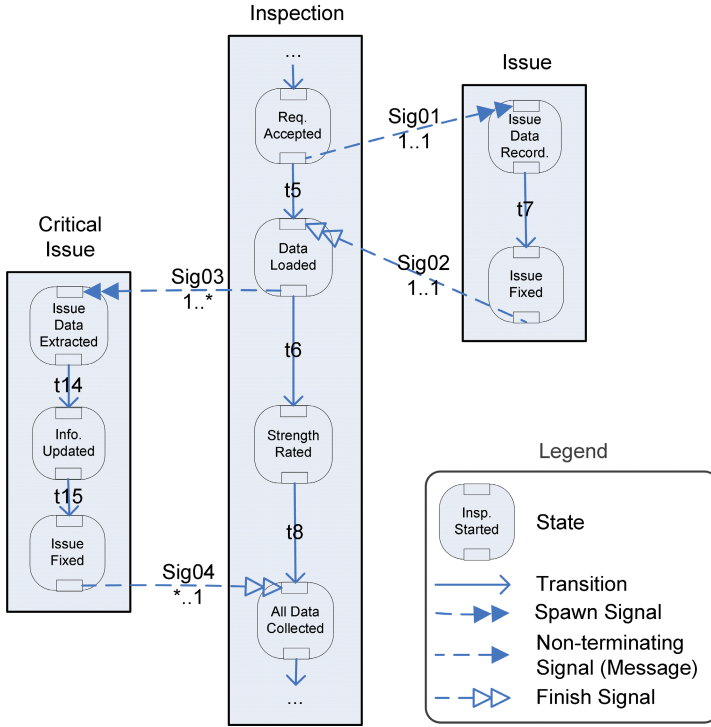 Inspection
...
Req.
Accepted
t5
Data
Loaded
t6
Strength
Rated
t8
All Data
Collected
...
Issue
Issue
Data
Record.
t7
Issue
Fixed
Sig01
1..1
Sig02
1..1
Critical
Issue
Issue
Data
Extracted
t14
Info.
Updated
t15
Issue
Fixed
Sig03
1..*
Sig04
*..1
Legend
Insp.
Started
State
Transition
Spawn Signal
Non-terminating
Signal (Message)
Finish Signal